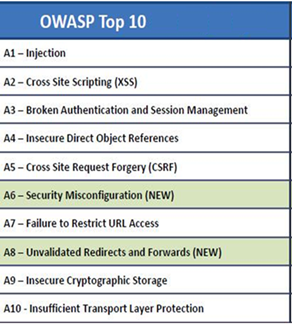 OWASP Top 10
A1 – Injection
A2 – Cross Site Scripting (XSS)
A3 – Broken Authentication and Session Management
A4 – Insecure Direct Object References
A5 – Cross Site Request Forgery (CSRF)
A6 – Security Misconfiguration (NEW)
A7 – Failure to Restrict URL Access
A8 – Unvalidated Redirects and Forwards (NEW)
A9 – Insecure Cryptographic Storage
A10 - Insufficient Transport Layer Protection